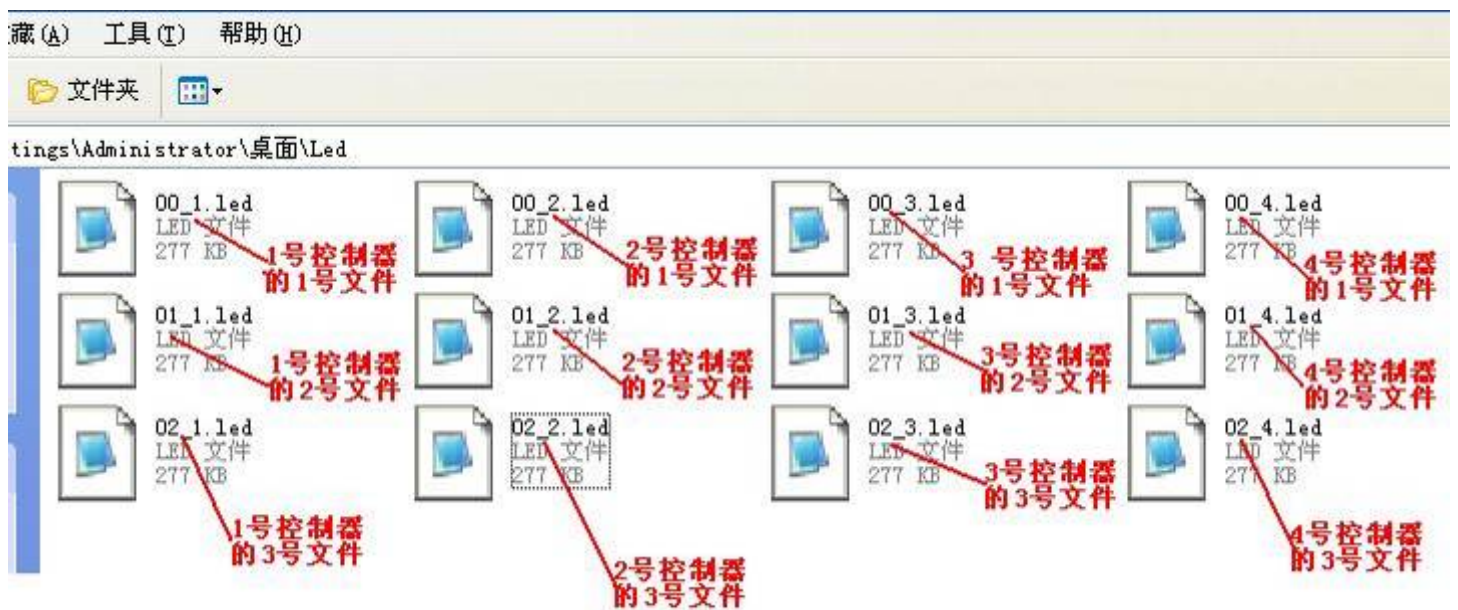 藏(A) 工具(T) 帮助(H)
文件夹
tings\Administrator\桌面\Led
00_1.led
LED 文件
277 KB
1号控制器
的1号文件
00_2.led
LED 文件
277 KB
2号控制器
的1号文件
00_3.led
LED 文件
277 KB
3 号控制器
的1号文件
00_4.led
LED 文件
277 KB
4号控制器
的1号文件
01_1.led
LED 文件
277 KB
1号控制器
的2号文件
01_2.led
LED 文件
277 KB
2号控制器
的2号文件
01_3.led
LED 文件
277 KB
3号控制器
的2号文件
01_4.led
LED 文件
277 KB
4号控制器
的2号文件
02_1.led
LED 文件
277 KB
1号控制器
的3号文件
02_2.led
LED 文件
277 KB
2号控制器
的3号文件
02_3.led
LED 文件
277 KB
3号控制器
的3号文件
02_4.led
LED 文件
277 KB
4号控制器
的3号文件